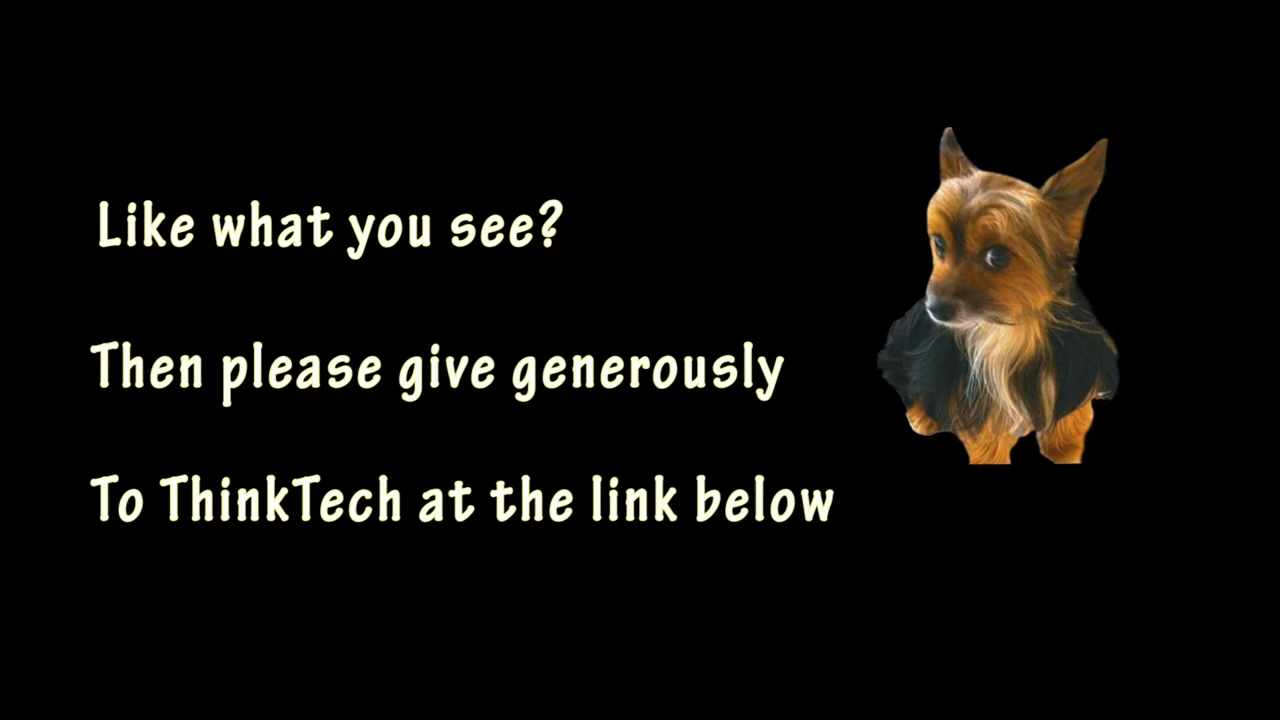 Like what you see?
Then please give generously
To ThinkTech at the link below